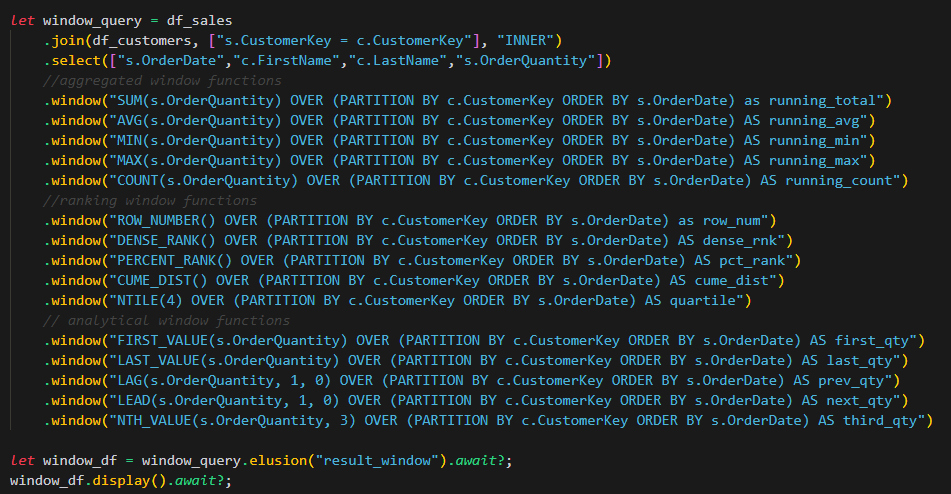 let window_query = df_sales
.join(df_customers, ["s.CustomerKey = c.CustomerKey"], "INNER")
.select(["s.OrderDate","c.FirstName","c.LastName","s.OrderQuantity"])
//aggregated window functions
.window("SUM(s.OrderQuantity) OVER (PARTITION BY c.CustomerKey ORDER BY s.OrderDate) as running_total")
.window("AVG(s.OrderQuantity) OVER (PARTITION BY c.CustomerKey ORDER BY s.OrderDate) AS running_avg")
.window("MIN(s.OrderQuantity) OVER (PARTITION BY c.CustomerKey ORDER BY s.OrderDate) AS running_min")
.window("MAX(s.OrderQuantity) OVER (PARTITION BY c.CustomerKey ORDER BY s.OrderDate) AS running_max")
.window("COUNT(s.OrderQuantity) OVER (PARTITION BY c.CustomerKey ORDER BY s.OrderDate) AS running_count")
//ranking window functions
.window("ROW_NUMBER() OVER (PARTITION BY c.CustomerKey ORDER BY s.OrderDate) as row_num")
.window("DENSE_RANK() OVER (PARTITION BY c.CustomerKey ORDER BY s.OrderDate) AS dense_rnk")
.window("PERCENT_RANK() OVER (PARTITION BY c.CustomerKey ORDER BY s.OrderDate) AS pct_rank")
.window("CUME_DIST() OVER (PARTITION BY c.CustomerKey ORDER BY s.OrderDate) AS cume_dist")
.window("NTILE(4) OVER (PARTITION BY c.CustomerKey ORDER BY s.OrderDate) AS quartile")
// analytical window functions
.window("FIRST_VALUE(s.OrderQuantity) OVER (PARTITION BY c.CustomerKey ORDER BY s.OrderDate) AS first_qty")
.window("LAST_VALUE(s.OrderQuantity) OVER (PARTITION BY c.CustomerKey ORDER BY s.OrderDate) AS last_qty")
.window("LAG(s.OrderQuantity, 1, 0) OVER (PARTITION BY c.CustomerKey ORDER BY s.OrderDate) AS prev_qty")
.window("LEAD(s.OrderQuantity, 1, 0) OVER (PARTITION BY c.CustomerKey ORDER BY s.OrderDate) AS next_qty")
.window("NTH_VALUE(s.OrderQuantity, 3) OVER (PARTITION BY c.CustomerKey ORDER BY s.OrderDate) AS third_qty")
let window_df = window_query.elusion("result_window").await?;
window_df.display().await?;